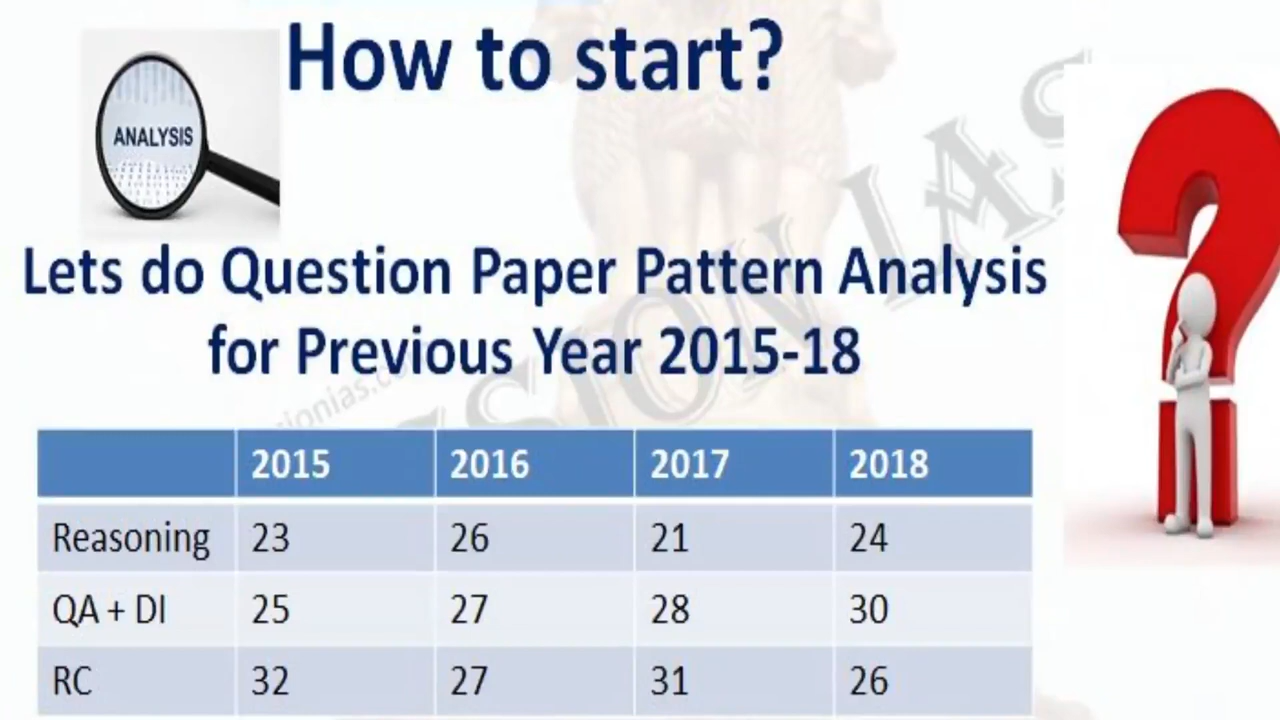 How to start?
ANALYSIS
Lets do Question Paper Pattern Analysis
for Previous Year 2015-18
2015 2016 2017 2018
Reasoning 23 26 21 24
QA + DI 25 27 28 30
RC 32 27 31 26